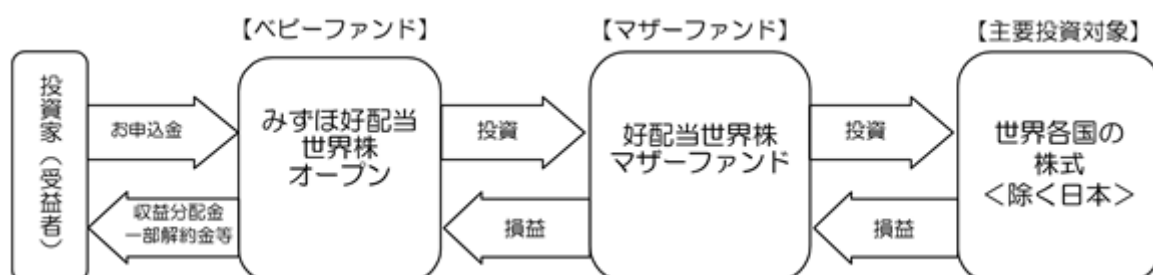 【ベビーファンド】
【マザーファンド】
【主要投資対象】
投資家（受益者）
お申込金
みずほ好配当
世界株
オープン
投資
好配当世界株
マザーファンド
投資
世界各国の
株式
＜除く日本＞
収益分配金
一部解約金等
損益
損益